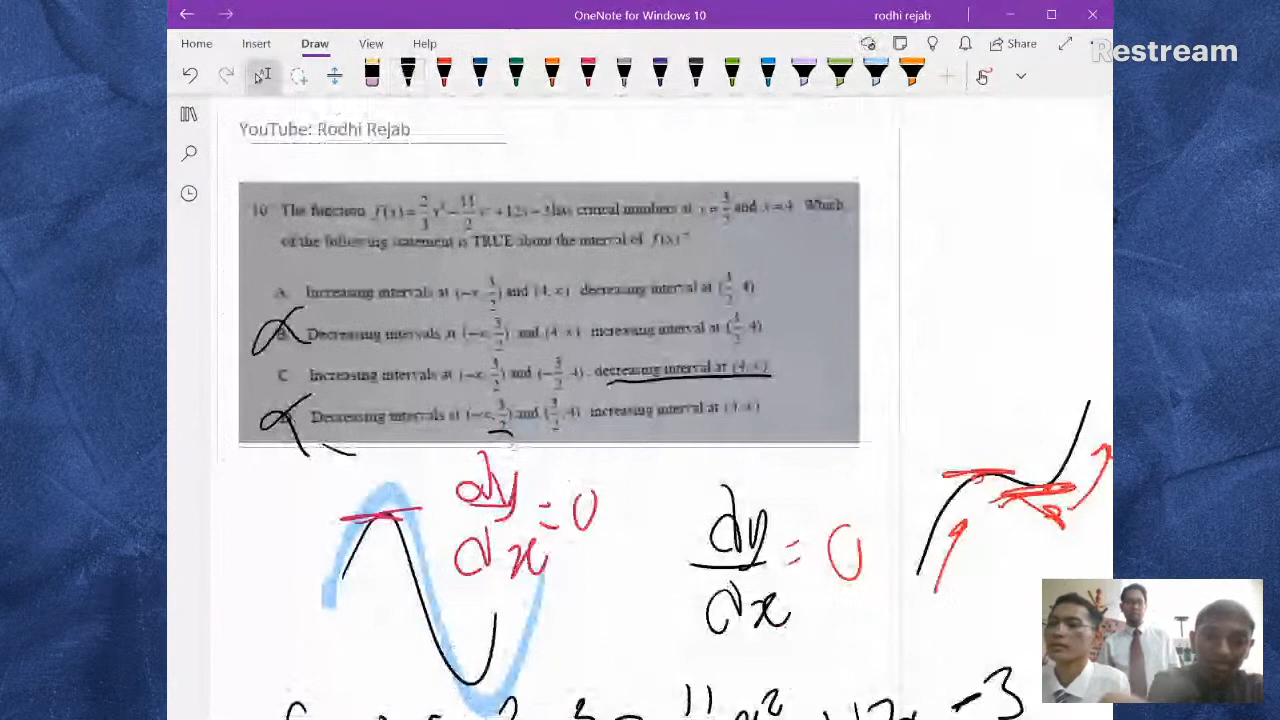 OneNote for Windows 10
rodhi rejab
Home Insert Draw View Help
Share
Restream
YouTube: Rodhi Rejab
10 The function f(x) = 2/3 x³ − 11/2 x² + 12x − 3 has critical numbers at x = 3/2 and x = 4. Which
of the following statement is TRUE about the interval of f(x)?
A. Increasing intervals at (−∞, 3/2) and (4, ∞), decreasing interval at (3/2, 4)
Decreasing intervals at (−∞, 3/2) and (4, ∞), increasing interval at (3/2, 4)
C Increasing intervals at (−∞, 3/2) and (−3/2, 4), decreasing interval at (4, ∞)
Decreasing intervals at (−∞, 3/2) and (3/2, 4), increasing interval at (4, ∞)
dy/dx = 0
dy/dx = 0
−3